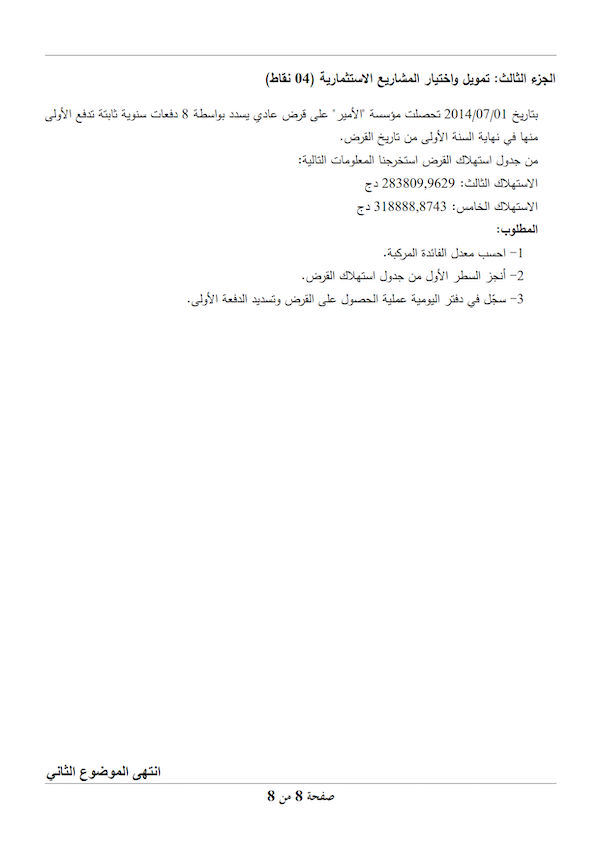 الجزء الثالث: تمويل واختيار المشاريع الاستثمارية (04 نقاط)
بتاريخ 2014/07/01 تحصلت مؤسسة "الأمير" على قرض عادي يسدد بواسطة 8 دفعات سنوية ثابتة تدفع الأولى
منها في نهاية السنة الأولى من تاريخ القرض.
من جدول استهلاك القرض استخرجنا المعلومات التالية:
الاستهلاك الثالث: 283809,9629 دج
الاستهلاك الخامس: 318888,8743 دج
المطلوب:
1- احسب معدل الفائدة المركبة.
2- أنجز السطر الأول من جدول استهلاك القرض.
3- سجّل في دفتر اليومية عملية الحصول على القرض وتسديد الدفعة الأولى.
انتهى الموضوع الثاني
صفحة 8 من 8